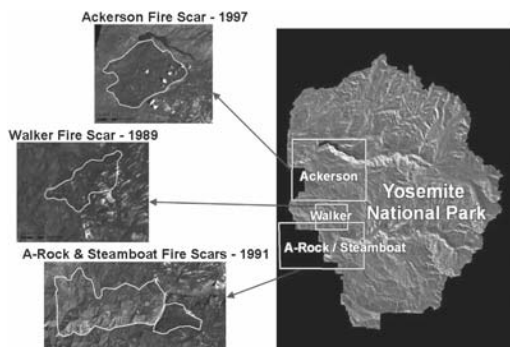 Ackerson Fire Scar - 1997
Walker Fire Scar - 1989
A-Rock & Steamboat Fire Scars - 1991
Ackerson
Walker
A-Rock / Steamboat
Yosemite
National Park